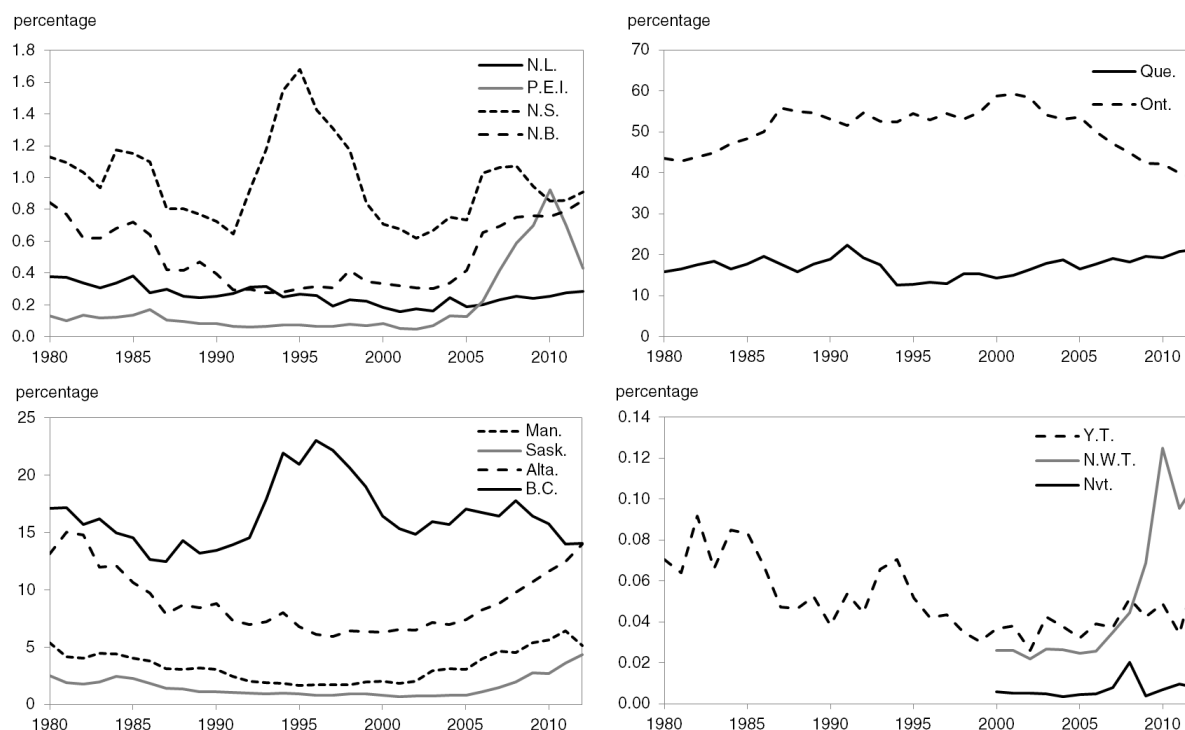 percentage
1.8
1.6
1.4
1.2
1.0
0.8
0.6
0.4
0.2
0.0
1980 1985 1990 1995 2000 2005 2010
N.L.
P.E.I.
N.S.
N.B.
percentage
70
60
50
40
30
20
10
0
1980 1985 1990 1995 2000 2005 2010
Que.
Ont.
percentage
25
20
15
10
5
0
1980 1985 1990 1995 2000 2005 2010
Man.
Sask.
Alta.
B.C.
percentage
0.14
0.12
0.10
0.08
0.06
0.04
0.02
0.00
1980 1985 1990 1995 2000 2005 2010
Y.T.
N.W.T.
Nvt.